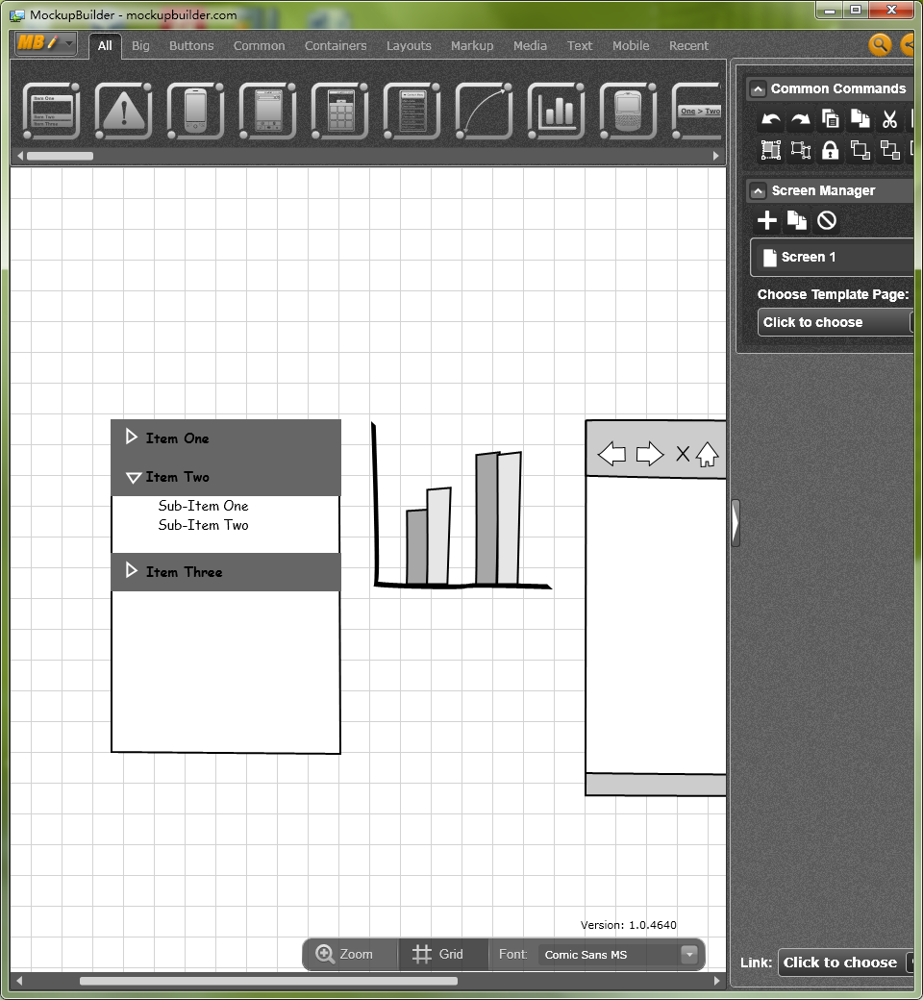 MockupBuilder - mockupbuilder.com
MB
All Big Buttons Common Containers Layouts Markup Media Text Mobile Recent
Item One
Item Two
Item Three
One > Two
Common Commands
Screen Manager
Screen 1
Choose Template Page:
Click to choose
Item One
Item Two
Sub-Item One
Sub-Item Two
Item Three
X
Version: 1.0.4640
Zoom Grid Font: Comic Sans MS
Link: Click to choose